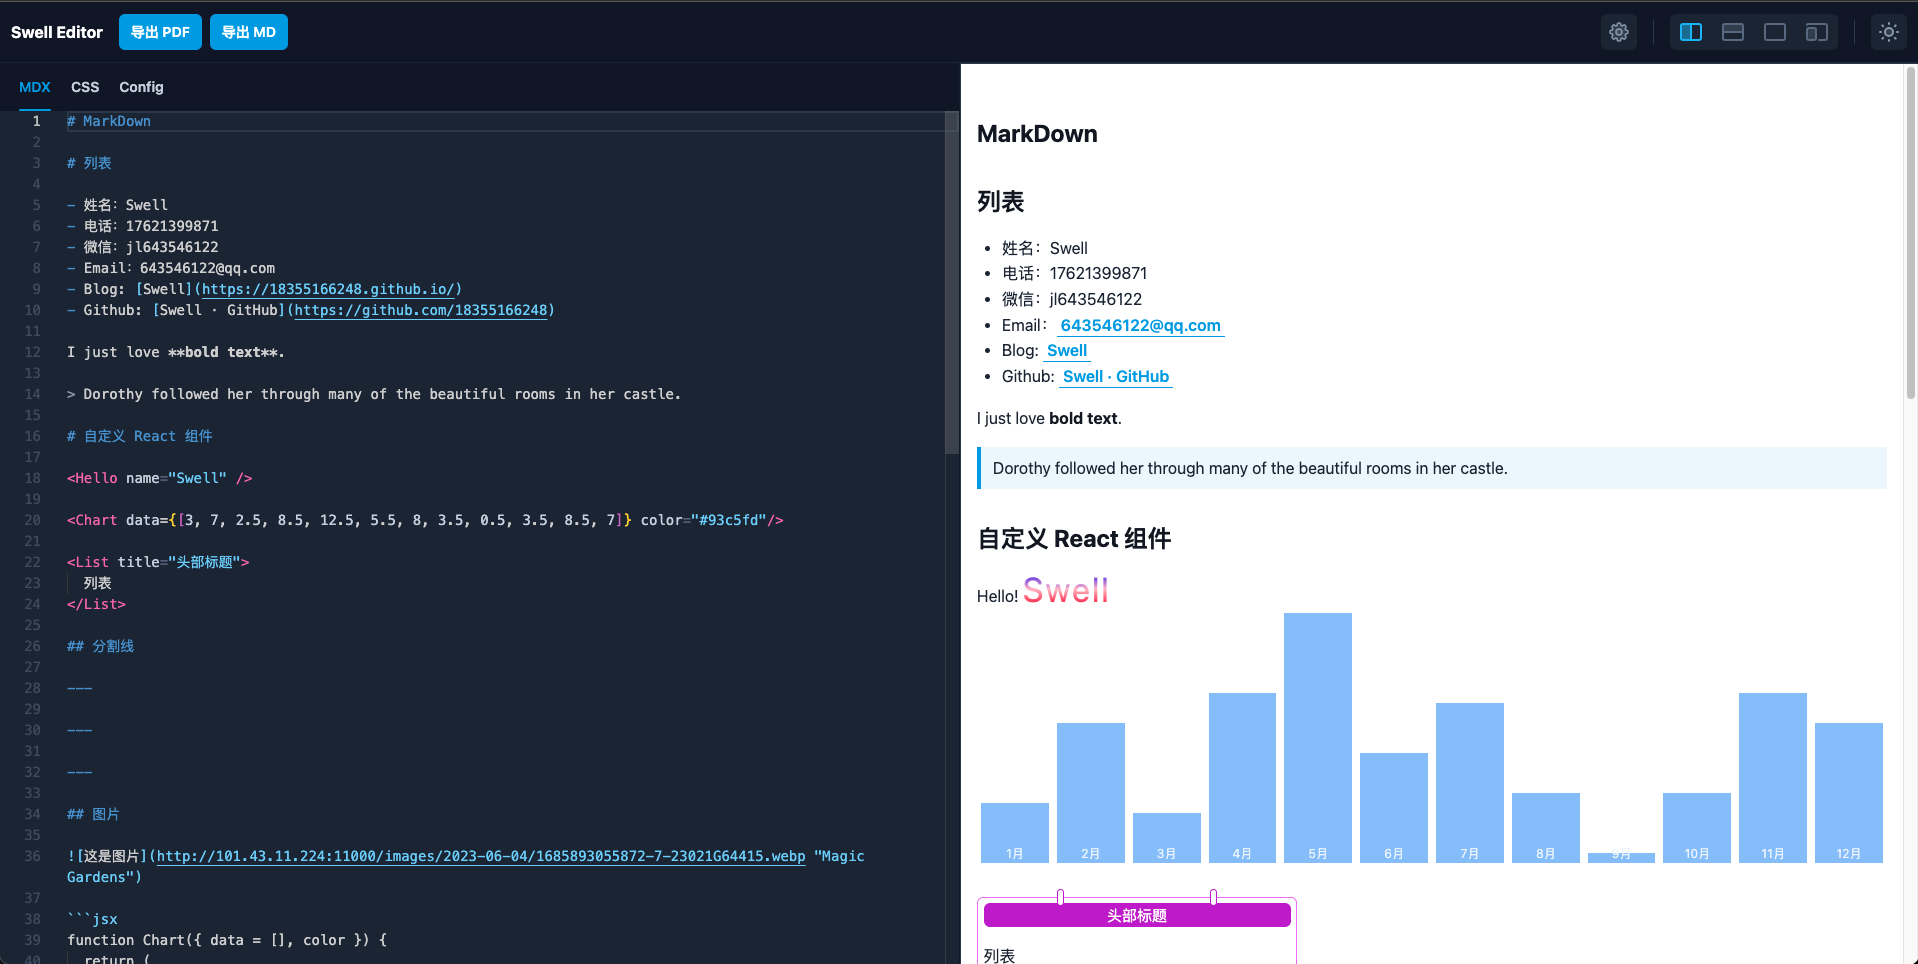 Swell Editor
导出 PDF
导出 MD
MDX
CSS
Config
1 # MarkDown
2
3 # 列表
4
5 - 姓名：Swell
6 - 电话：17621399871
7 - 微信：jl643546122
8 - Email：643546122@qq.com
9 - Blog: [Swell](https://18355166248.github.io/)
10 - Github: [Swell · GitHub](https://github.com/18355166248)
11
12 I just love **bold text**.
13
14 > Dorothy followed her through many of the beautiful rooms in her castle.
15
16 # 自定义 React 组件
17
18 <Hello name="Swell" />
19
20 <Chart data={[3, 7, 2.5, 8.5, 12.5, 5.5, 8, 3.5, 0.5, 3.5, 8.5, 7]} color="#93c5fd"/>
21
22 <List title="头部标题">
23 列表
24 </List>
25
26 ## 分割线
27
28 ---
29
30 ---
31
32 ---
33
34 ## 图片
35
36 ![这是图片](http://101.43.11.224:11000/images/2023-06-04/1685893055872-7-23021G64415.webp "Magic
Gardens")
37
38 ```jsx
39 function Chart({ data = [], color }) {
40 return (
MarkDown
列表
• 姓名：Swell
• 电话：17621399871
• 微信：jl643546122
• Email：643546122@qq.com
• Blog: Swell
• Github: Swell · GitHub
I just love bold text.
Dorothy followed her through many of the beautiful rooms in her castle.
自定义 React 组件
Hello! Swell
1月 2月 3月 4月 5月 6月 7月 8月 9月 10月 11月 12月
头部标题
列表